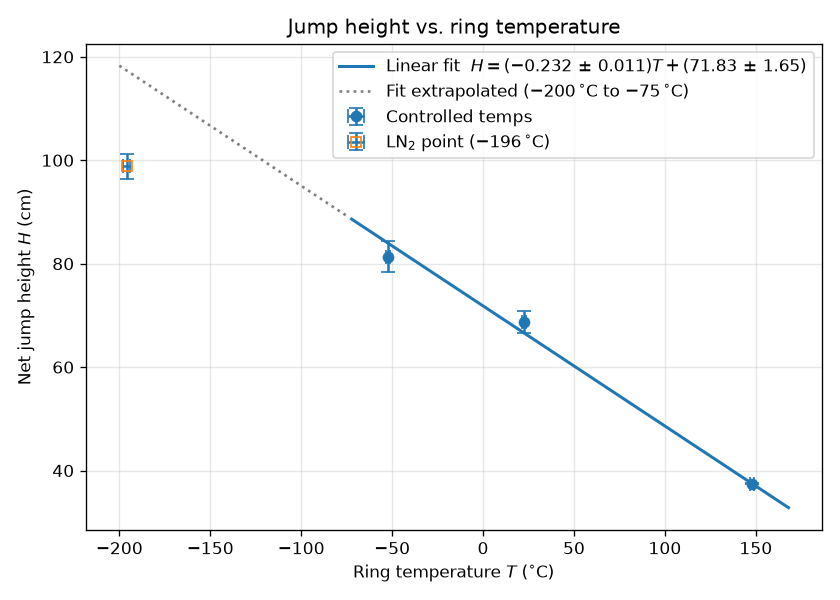 Jump height vs. ring temperature
Linear fit H=(−0.232 ± 0.011)T+(71.83 ± 1.65)
Fit extrapolated (−200 °C to −75 °C)
Controlled temps
LN₂ point (−196 °C)
Net jump height H (cm)
120
100
80
60
40
−200 −150 −100 −50 0 50 100 150
Ring temperature T (°C)